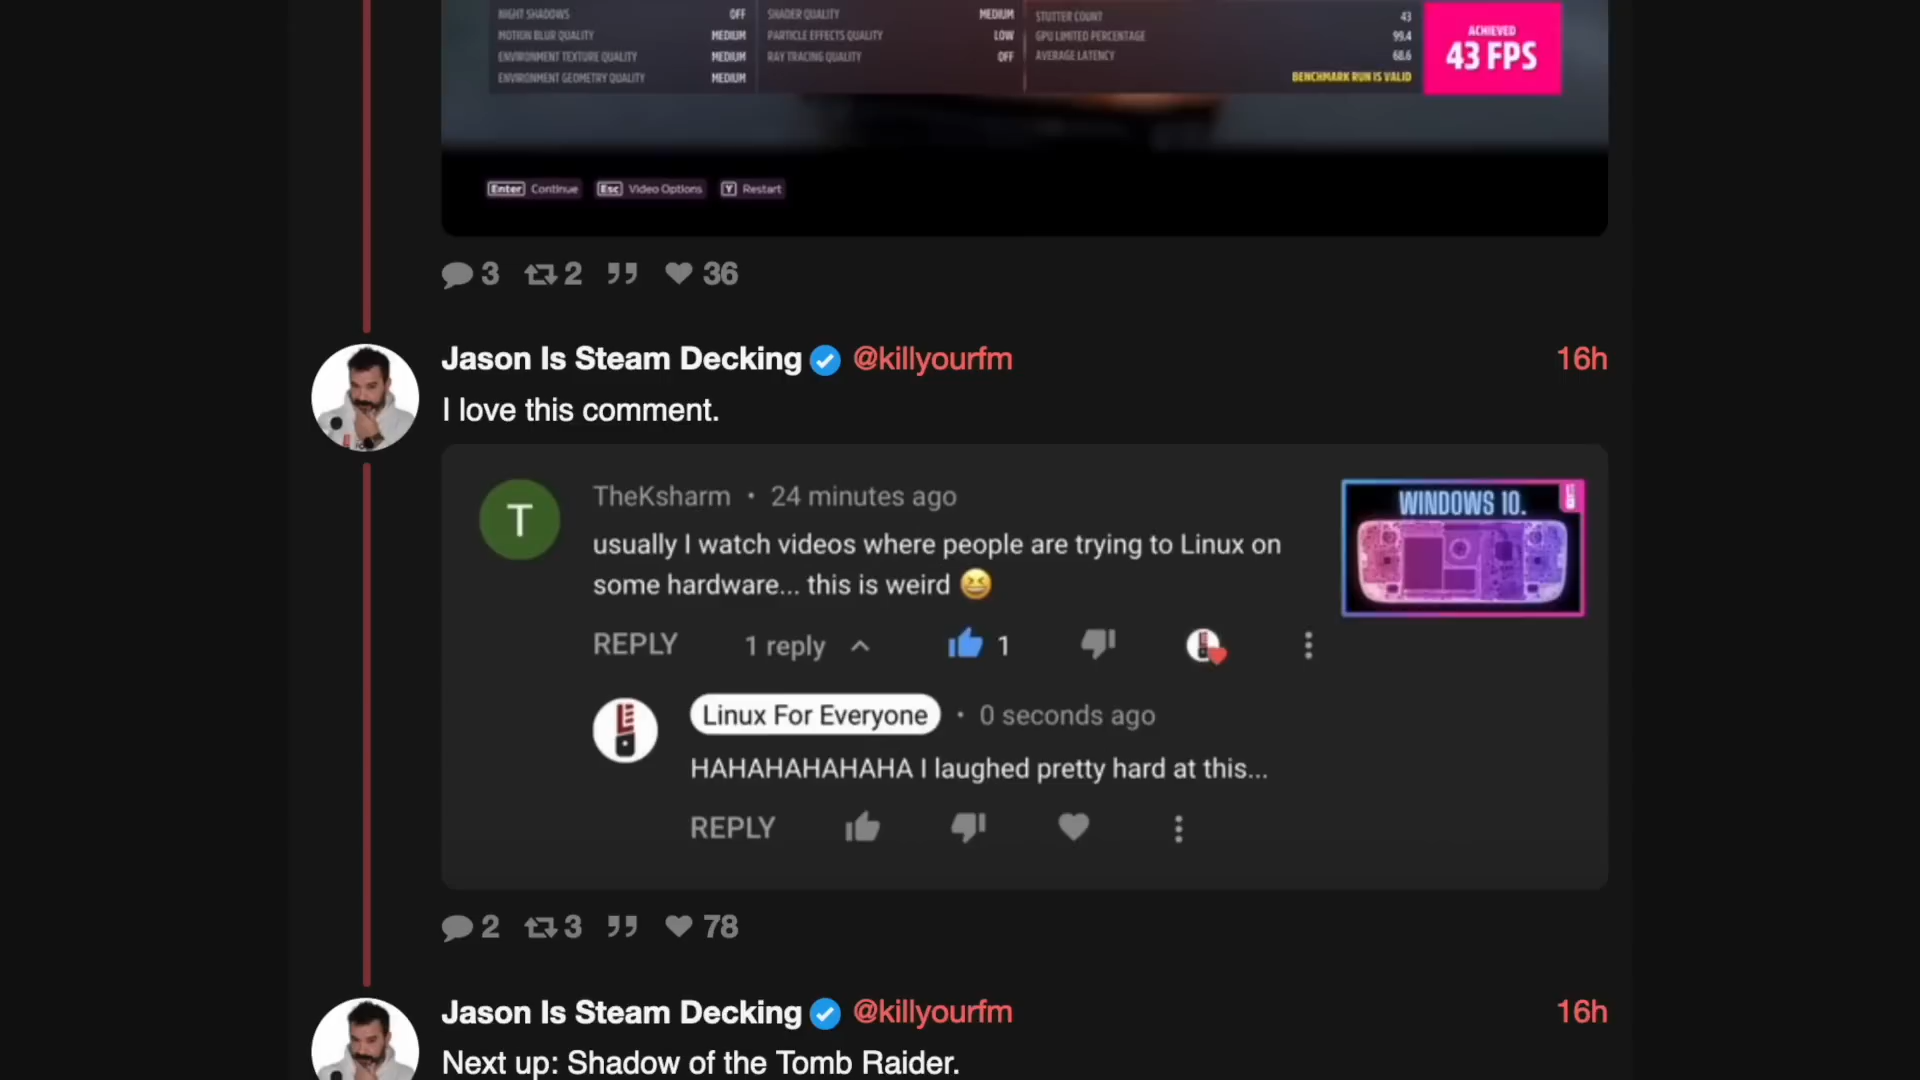 NIGHT SHADOWS OFF
MOTION BLUR QUALITY MEDIUM
ENVIRONMENT TEXTURE QUALITY MEDIUM
ENVIRONMENT GEOMETRY QUALITY MEDIUM
SHADER QUALITY MEDIUM
PARTICLE EFFECTS QUALITY LOW
RAY TRACING QUALITY OFF
STUTTER COUNT 43
GPU LIMITED PERCENTAGE 99.4
AVERAGE LATENCY 68.6
BENCHMARK RUN IS VALID
ACHIEVED
43 FPS
Enter Continue Esc Video Options Y Restart
3 2 36
Jason Is Steam Decking @killyourfm 16h
I love this comment.
T
TheKsharm • 24 minutes ago
usually I watch videos where people are trying to Linux on
some hardware... this is weird 😆
WINDOWS 10.
REPLY 1 reply 1
Linux For Everyone • 0 seconds ago
HAHAHAHAHAHA I laughed pretty hard at this...
REPLY
2 3 78
Jason Is Steam Decking @killyourfm 16h
Next up: Shadow of the Tomb Raider.